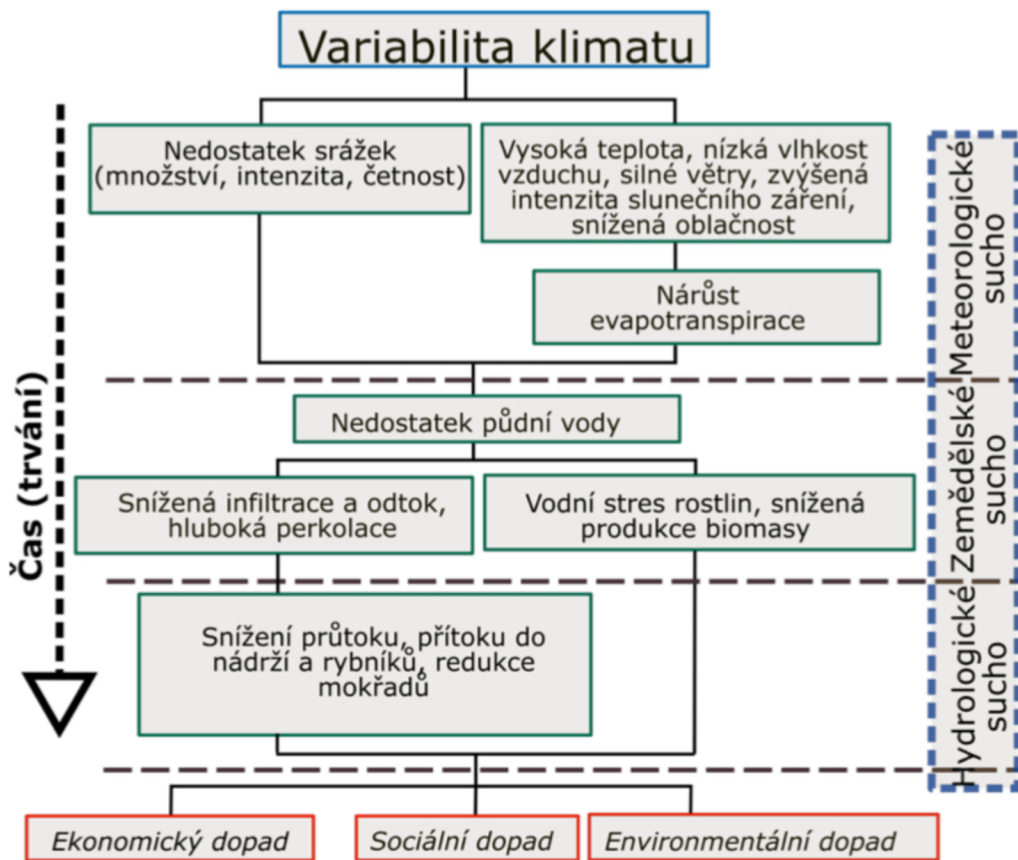 Variabilita klimatu
Nedostatek srážek
(množství, intenzita, četnost)
Vysoká teplota, nízká vlhkost
vzduchu, silné větry, zvýšená
intenzita slunečního záření,
snížená oblačnost
Nárůst
evapotranspirace
Nedostatek půdní vody
Snížená infiltrace a odtok,
hluboká perkolace
Vodní stres rostlin, snížená
produkce biomasy
Snížení průtoku, přítoku do
nádrží a rybníků, redukce
mokřadů
Ekonomický dopad
Sociální dopad
Environmentální dopad
Čas (trvání)
Meteorologické
sucho
Zemědělské
sucho
Hydrologické
sucho